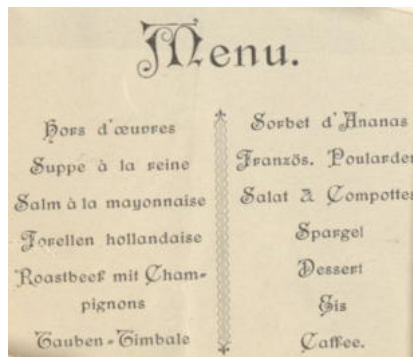 Menu.
Hors d'œuvres
Suppe à la reine
Salm à la mayonnaise
Forellen hollandaise
Roastbeef mit Cham-
pignons
Tauben-Timbale
Sorbet d'Ananas
Französ. Poularden
Salat & Compottes
Spargel
Dessert
Eis
Caffee.